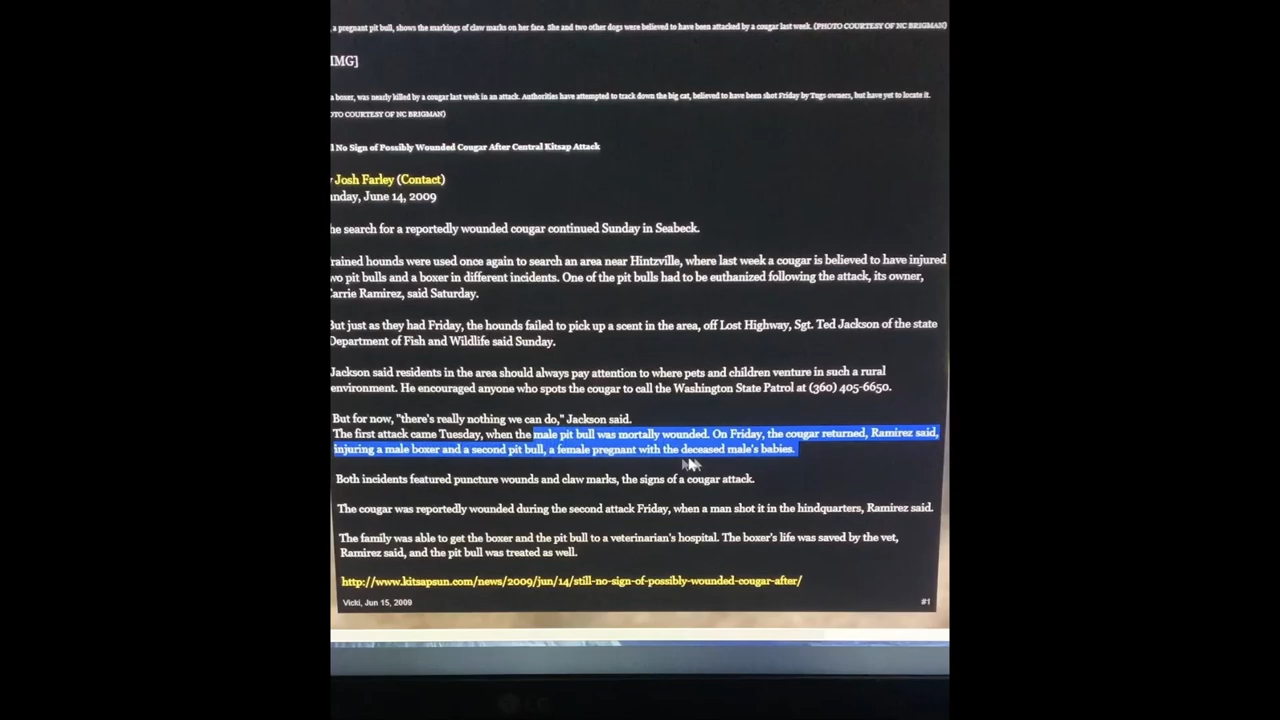 , a pregnant pit bull, shows the markings of claw marks on her face. She and two other dogs were believed to have been attacked by a cougar last week. (PHOTO COURTESY OF NC BRIGMAN)
IMG]
a boxer, was nearly killed by a cougar last week in an attack. Authorities have attempted to track down the big cat, believed to have been shot Friday by Tugs owners, but have yet to locate it.
OTO COURTESY OF NC BRIGMAN)
l No Sign of Possibly Wounded Cougar After Central Kitsap Attack
y Josh Farley (Contact)
unday, June 14, 2009
he search for a reportedly wounded cougar continued Sunday in Seabeck.
rained hounds were used once again to search an area near Hintzville, where last week a cougar is believed to have injured
wo pit bulls and a boxer in different incidents. One of the pit bulls had to be euthanized following the attack, its owner,
Carrie Ramirez, said Saturday.
But just as they had Friday, the hounds failed to pick up a scent in the area, off Lost Highway, Sgt. Ted Jackson of the state
Department of Fish and Wildlife said Sunday.
Jackson said residents in the area should always pay attention to where pets and children venture in such a rural
environment. He encouraged anyone who spots the cougar to call the Washington State Patrol at (360) 405-6650.
But for now, "there's really nothing we can do," Jackson said.
The first attack came Tuesday, when the male pit bull was mortally wounded. On Friday, the cougar returned, Ramirez said,
injuring a male boxer and a second pit bull, a female pregnant with the deceased male's babies.
Both incidents featured puncture wounds and claw marks, the signs of a cougar attack.
The cougar was reportedly wounded during the second attack Friday, when a man shot it in the hindquarters, Ramirez said.
The family was able to get the boxer and the pit bull to a veterinarian's hospital. The boxer's life was saved by the vet,
Ramirez said, and the pit bull was treated as well.
http://www.kitsapsun.com/news/2009/jun/14/still-no-sign-of-possibly-wounded-cougar-after/
Vicki, Jun 15, 2009 #1